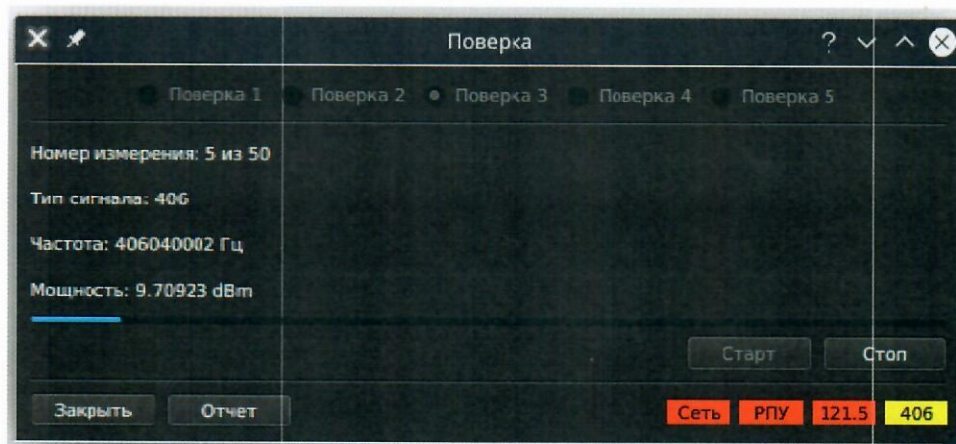 Поверка ?
Поверка 1 Поверка 2 Поверка 3 Поверка 4 Поверка 5
Номер измерения: 5 из 50
Тип сигнала: 406
Частота: 406040002 Гц
Мощность: 9.70923 dBm
Старт Стоп
Закрыть Отчет Сеть РПУ 121.5 406